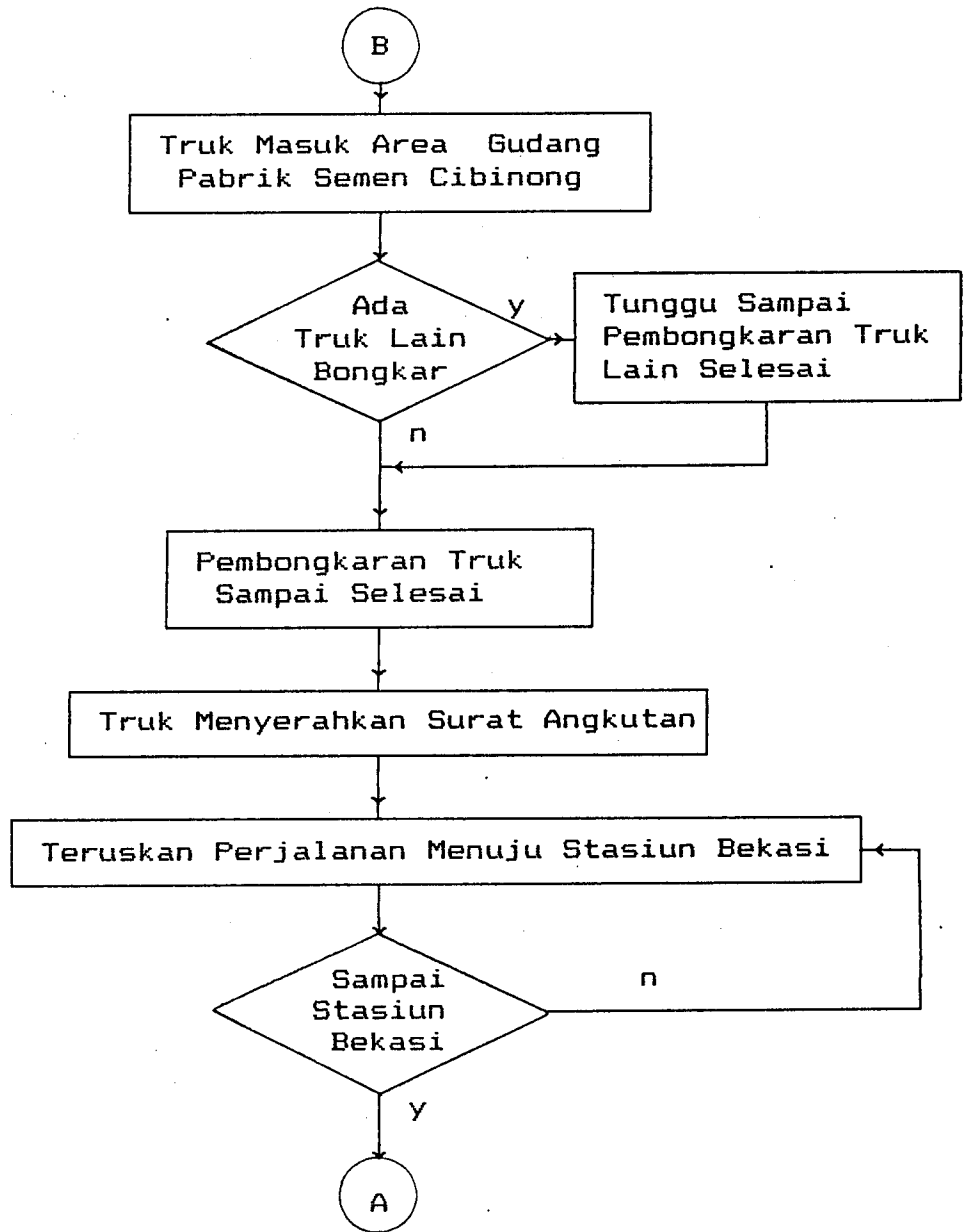 B
Truk Masuk Area Gudang
Pabrik Semen Cibinong
Ada
Truk Lain
Bongkar
y
Tunggu Sampai
Pembongkaran Truk
Lain Selesai
n
Pembongkaran Truk
Sampai Selesai
Truk Menyerahkan Surat Angkutan
Teruskan Perjalanan Menuju Stasiun Bekasi
Sampai
Stasiun
Bekasi
n
y
A